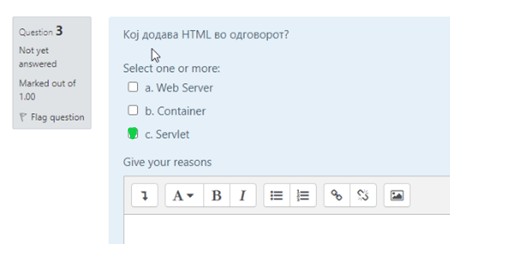 Question 3
Not yet
answered
Marked out of
1.00
Flag question
Кој додава HTML во одговорот?
Select one or more:
a. Web Server
b. Container
c. Servlet
Give your reasons
A B I